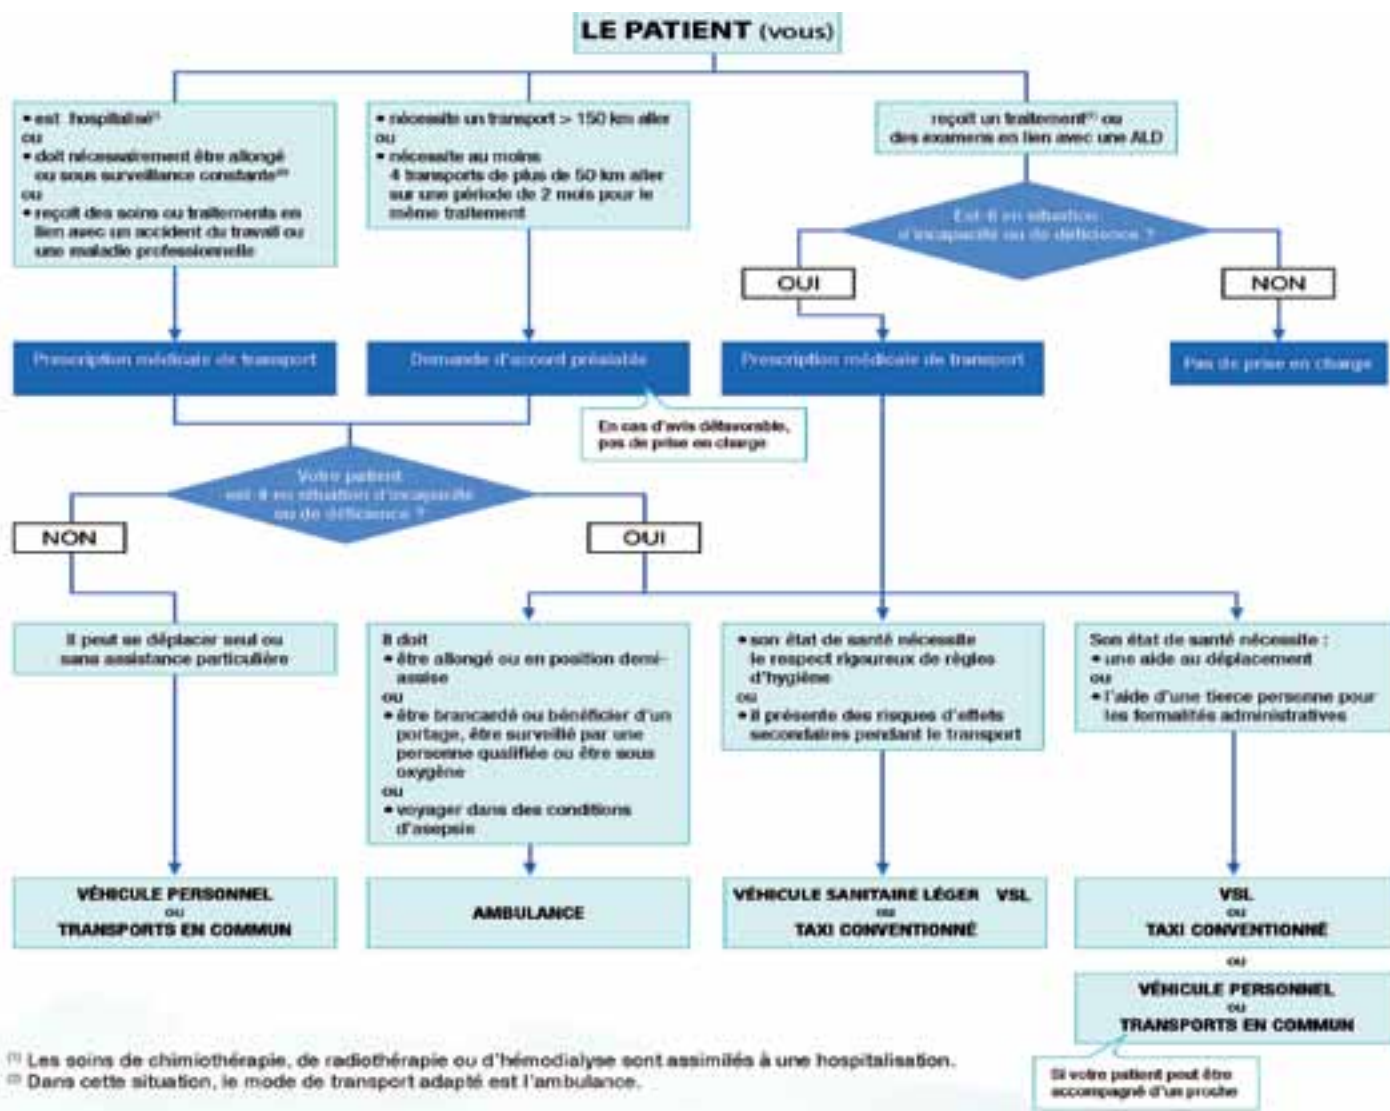 LE PATIENT (vous)
• est hospitalisé⁽¹⁾
ou
• doit nécessairement être allongé
ou sous surveillance constante⁽²⁾
ou
• reçoit des soins ou traitements en
lien avec un accident du travail ou
une maladie professionnelle
• nécessite un transport > 150 km aller
ou
• nécessite au moins
4 transports de plus de 50 km aller
sur une période de 2 mois pour le
même traitement
reçoit un traitement⁽¹⁾ ou
des examens en lien avec une ALD
Est-il en situation
d'incapacité ou de déficience ?
OUI
NON
Prescription médicale de transport
Demande d'accord préalable
Prescription médicale de transport
Pas de prise en charge
En cas d'avis défavorable,
pas de prise en charge
Votre patient
est-il en situation d'incapacité
ou de déficience ?
NON
OUI
Il peut se déplacer seul ou
sans assistance particulière
Il doit
• être allongé ou en position demi-
assise
ou
• être brancardé ou bénéficier d'un
portage, être surveillé par une
personne qualifiée ou être sous
oxygène
ou
• voyager dans des conditions
d'asepsie
• son état de santé nécessite
le respect rigoureux de règles
d'hygiène
ou
• il présente des risques d'effets
secondaires pendant le transport
Son état de santé nécessite :
• une aide au déplacement
ou
• l'aide d'une tierce personne pour
les formalités administratives
VÉHICULE PERSONNEL
ou
TRANSPORTS EN COMMUN
AMBULANCE
VÉHICULE SANITAIRE LÉGER VSL
ou
TAXI CONVENTIONNÉ
VSL
ou
TAXI CONVENTIONNÉ
ou
VÉHICULE PERSONNEL
ou
TRANSPORTS EN COMMUN
Si votre patient peut être
accompagné d'un proche
⁽¹⁾ Les soins de chimiothérapie, de radiothérapie ou d'hémodialyse sont assimilés à une hospitalisation.
⁽²⁾ Dans cette situation, le mode de transport adapté est l'ambulance.